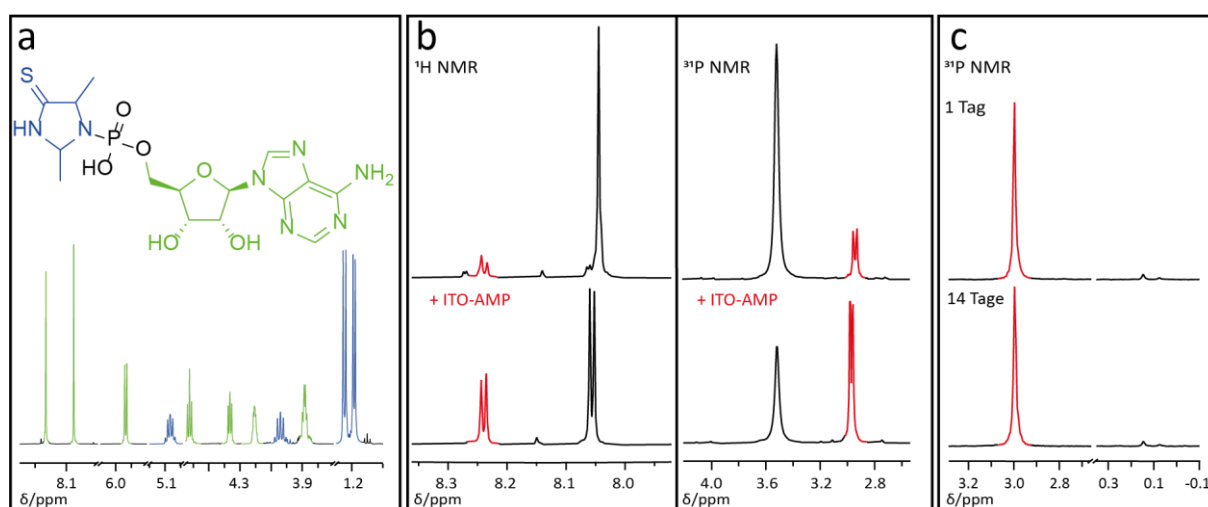 a
S
HN
N
P
O
HO
O
O
N
N
NH₂
N
N
HO
OH
8.1 6.0 5.1 4.3 3.9 1.2
δ/ppm
b
¹H NMR
+ ITO-AMP
8.3 8.2 8.1 8.0
δ/ppm
³¹P NMR
+ ITO-AMP
4.0 3.6 3.2 2.8
δ/ppm
c
³¹P NMR
1 Tag
14 Tage
3.2 3.0 0.3 0.1 -0.1
δ/ppm